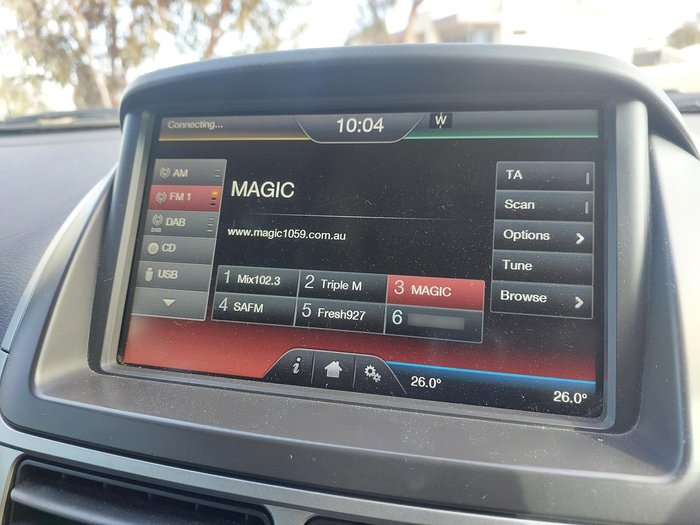 Connecting...
10:04
W
AM
FM 1
DAB
DAB
CD
USB
MAGIC
www.magic1059.com.au
1 Mix102.3
2 Triple M
3 MAGIC
4 SAFM
5 Fresh927
6
TA
Scan
Options
Tune
Browse
i
26.0°
26.0°